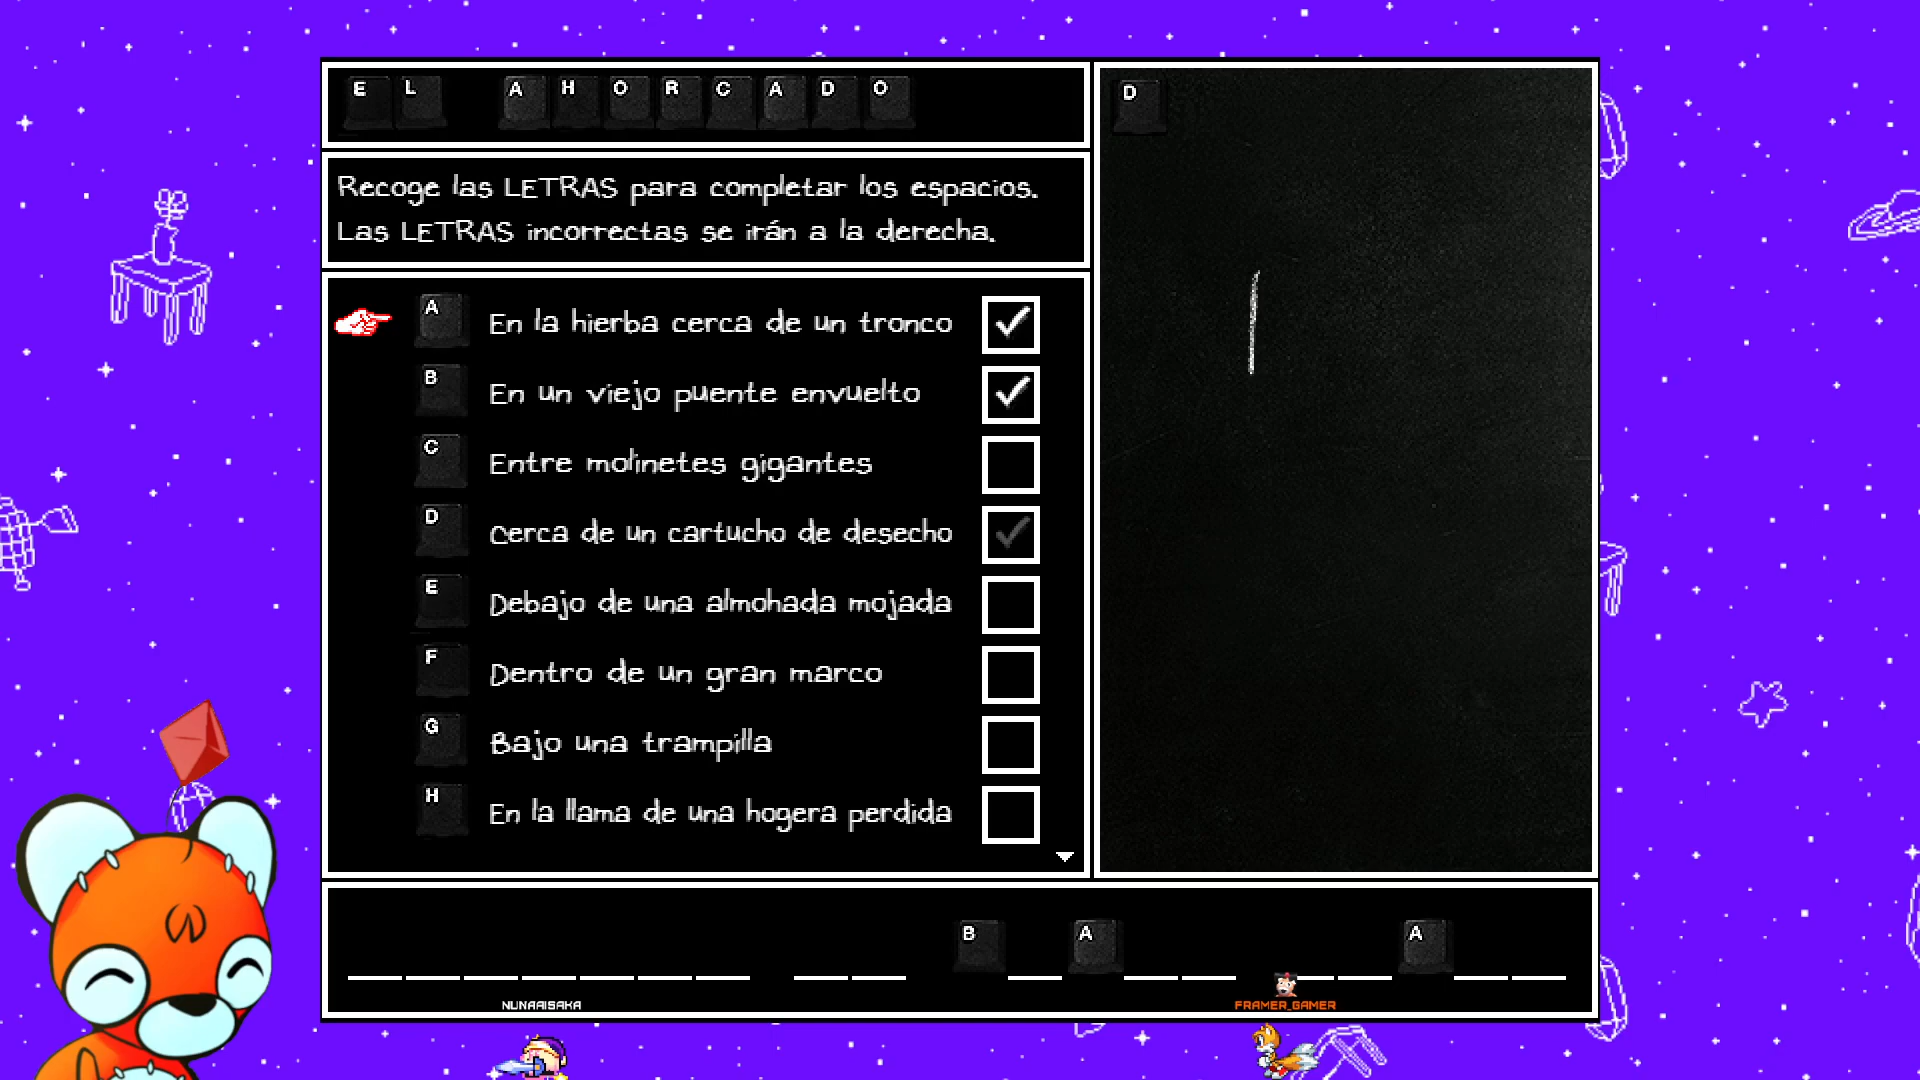 E L A H O R C A D O
D
Recoge las LETRAS para completar los espacios.
Las LETRAS incorrectas se irán a la derecha.
A En la hierba cerca de un tronco
B En un viejo puente envuelto
C Entre molinetes gigantes
D Cerca de un cartucho de desecho
E Debajo de una almohada mojada
F Dentro de un gran marco
G Bajo una trampilla
H En la llama de una hogera perdida
B A A
NUNAAISAKA
FRAMER_GAMER